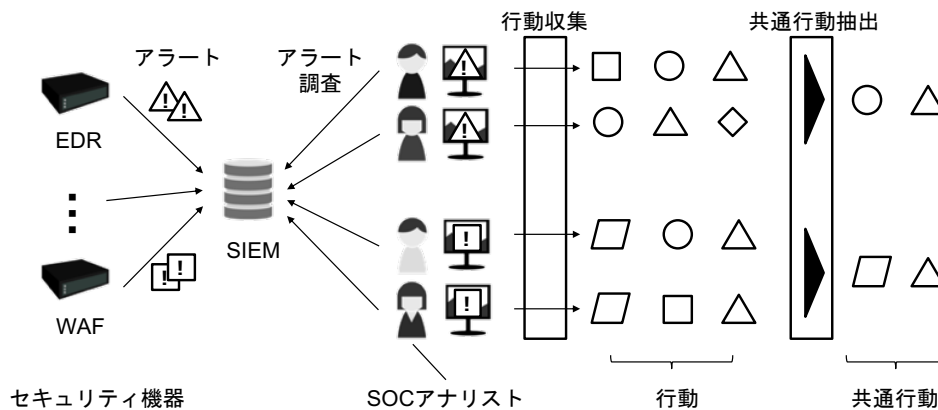 行動収集
共通行動抽出
アラート
アラート
調査
!
!
!
!
EDR
SIEM
!
!
!
!
WAF
セキュリティ機器
SOCアナリスト
行動
共通行動